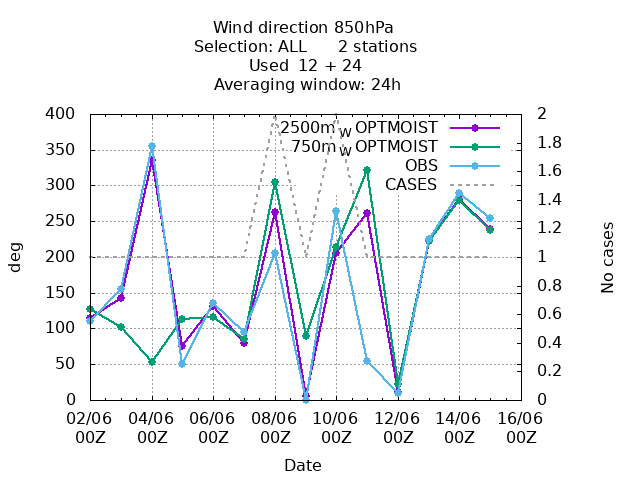 Wind direction 850hPa
Selection: ALL 2 stations
Used 12 + 24
Averaging window: 24h
2500m_W OPTMOIST
750m_W OPTMOIST
OBS
CASES
deg
400
350
300
250
200
150
100
50
0
2
1.8
1.6
1.4
1.2
1
0.8
0.6
0.4
0.2
0
No cases
02/06 04/06 06/06 08/06 10/06 12/06 14/06 16/06
00Z 00Z 00Z 00Z 00Z 00Z 00Z 00Z
Date